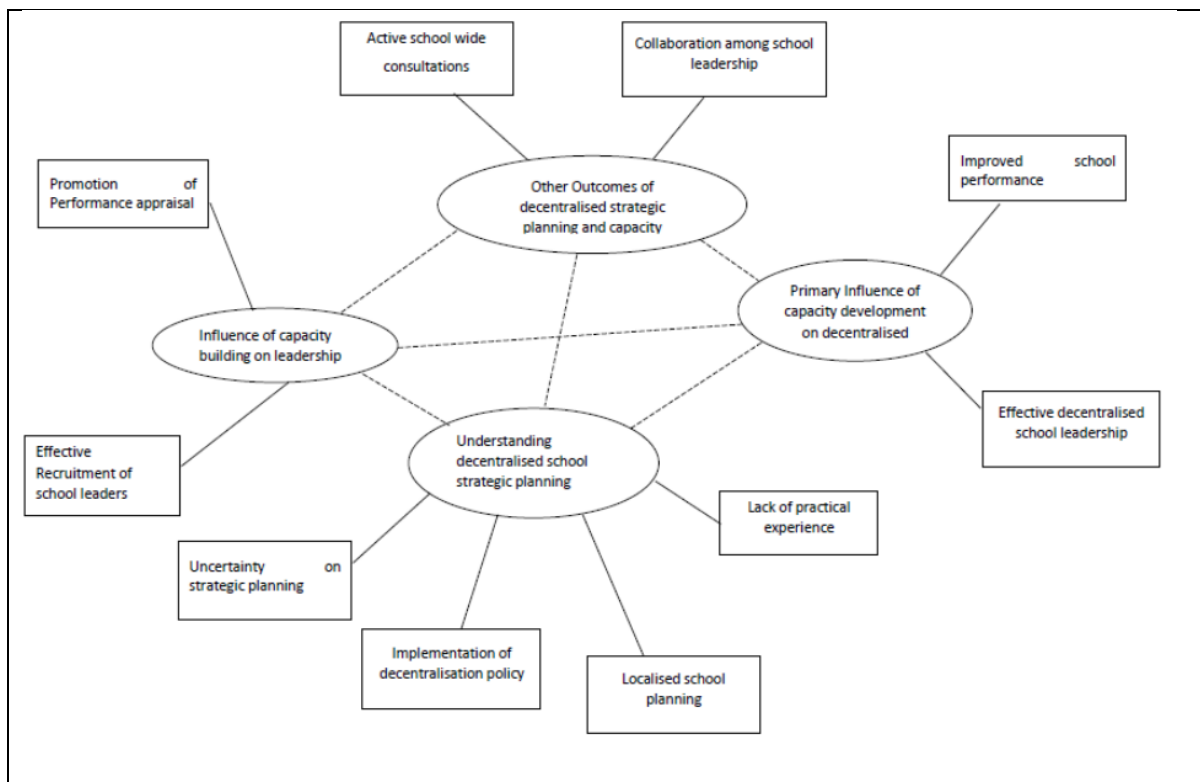 Active school wide
consultations
Collaboration among school
leadership
Improved school
performance
Promotion of
Performance appraisal
Other Outcomes of
decentralised strategic
planning and capacity
Primary Influence of
capacity development
on decentralised
Influence of capacity
building on leadership
Effective decentralised
school leadership
Effective
Recruitment of
school leaders
Understanding
decentralised school
strategic planning
Lack of practical
experience
Uncertainty on
strategic planning
Implementation of
decentralisation policy
Localised school
planning